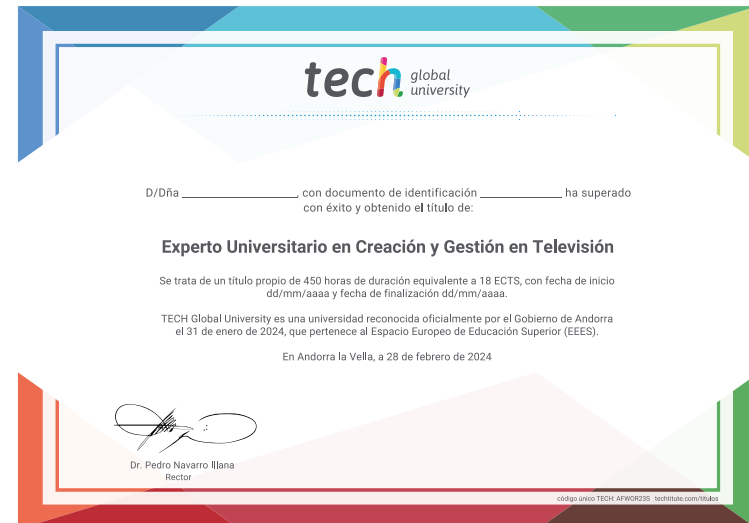 tech global
university
D/Dña ______________________, con documento de identificación ______________ ha superado
con éxito y obtenido el título de:
Experto Universitario en Creación y Gestión en Televisión
Se trata de un título propio de 450 horas de duración equivalente a 18 ECTS, con fecha de inicio
dd/mm/aaaa y fecha de finalización dd/mm/aaaa.
TECH Global University es una universidad reconocida oficialmente por el Gobierno de Andorra
el 31 de enero de 2024, que pertenece al Espacio Europeo de Educación Superior (EEES).
En Andorra la Vella, a 28 de febrero de 2024
Dr. Pedro Navarro Illana
Rector
código único TECH: AFWOR23S techtitute.com/titulos